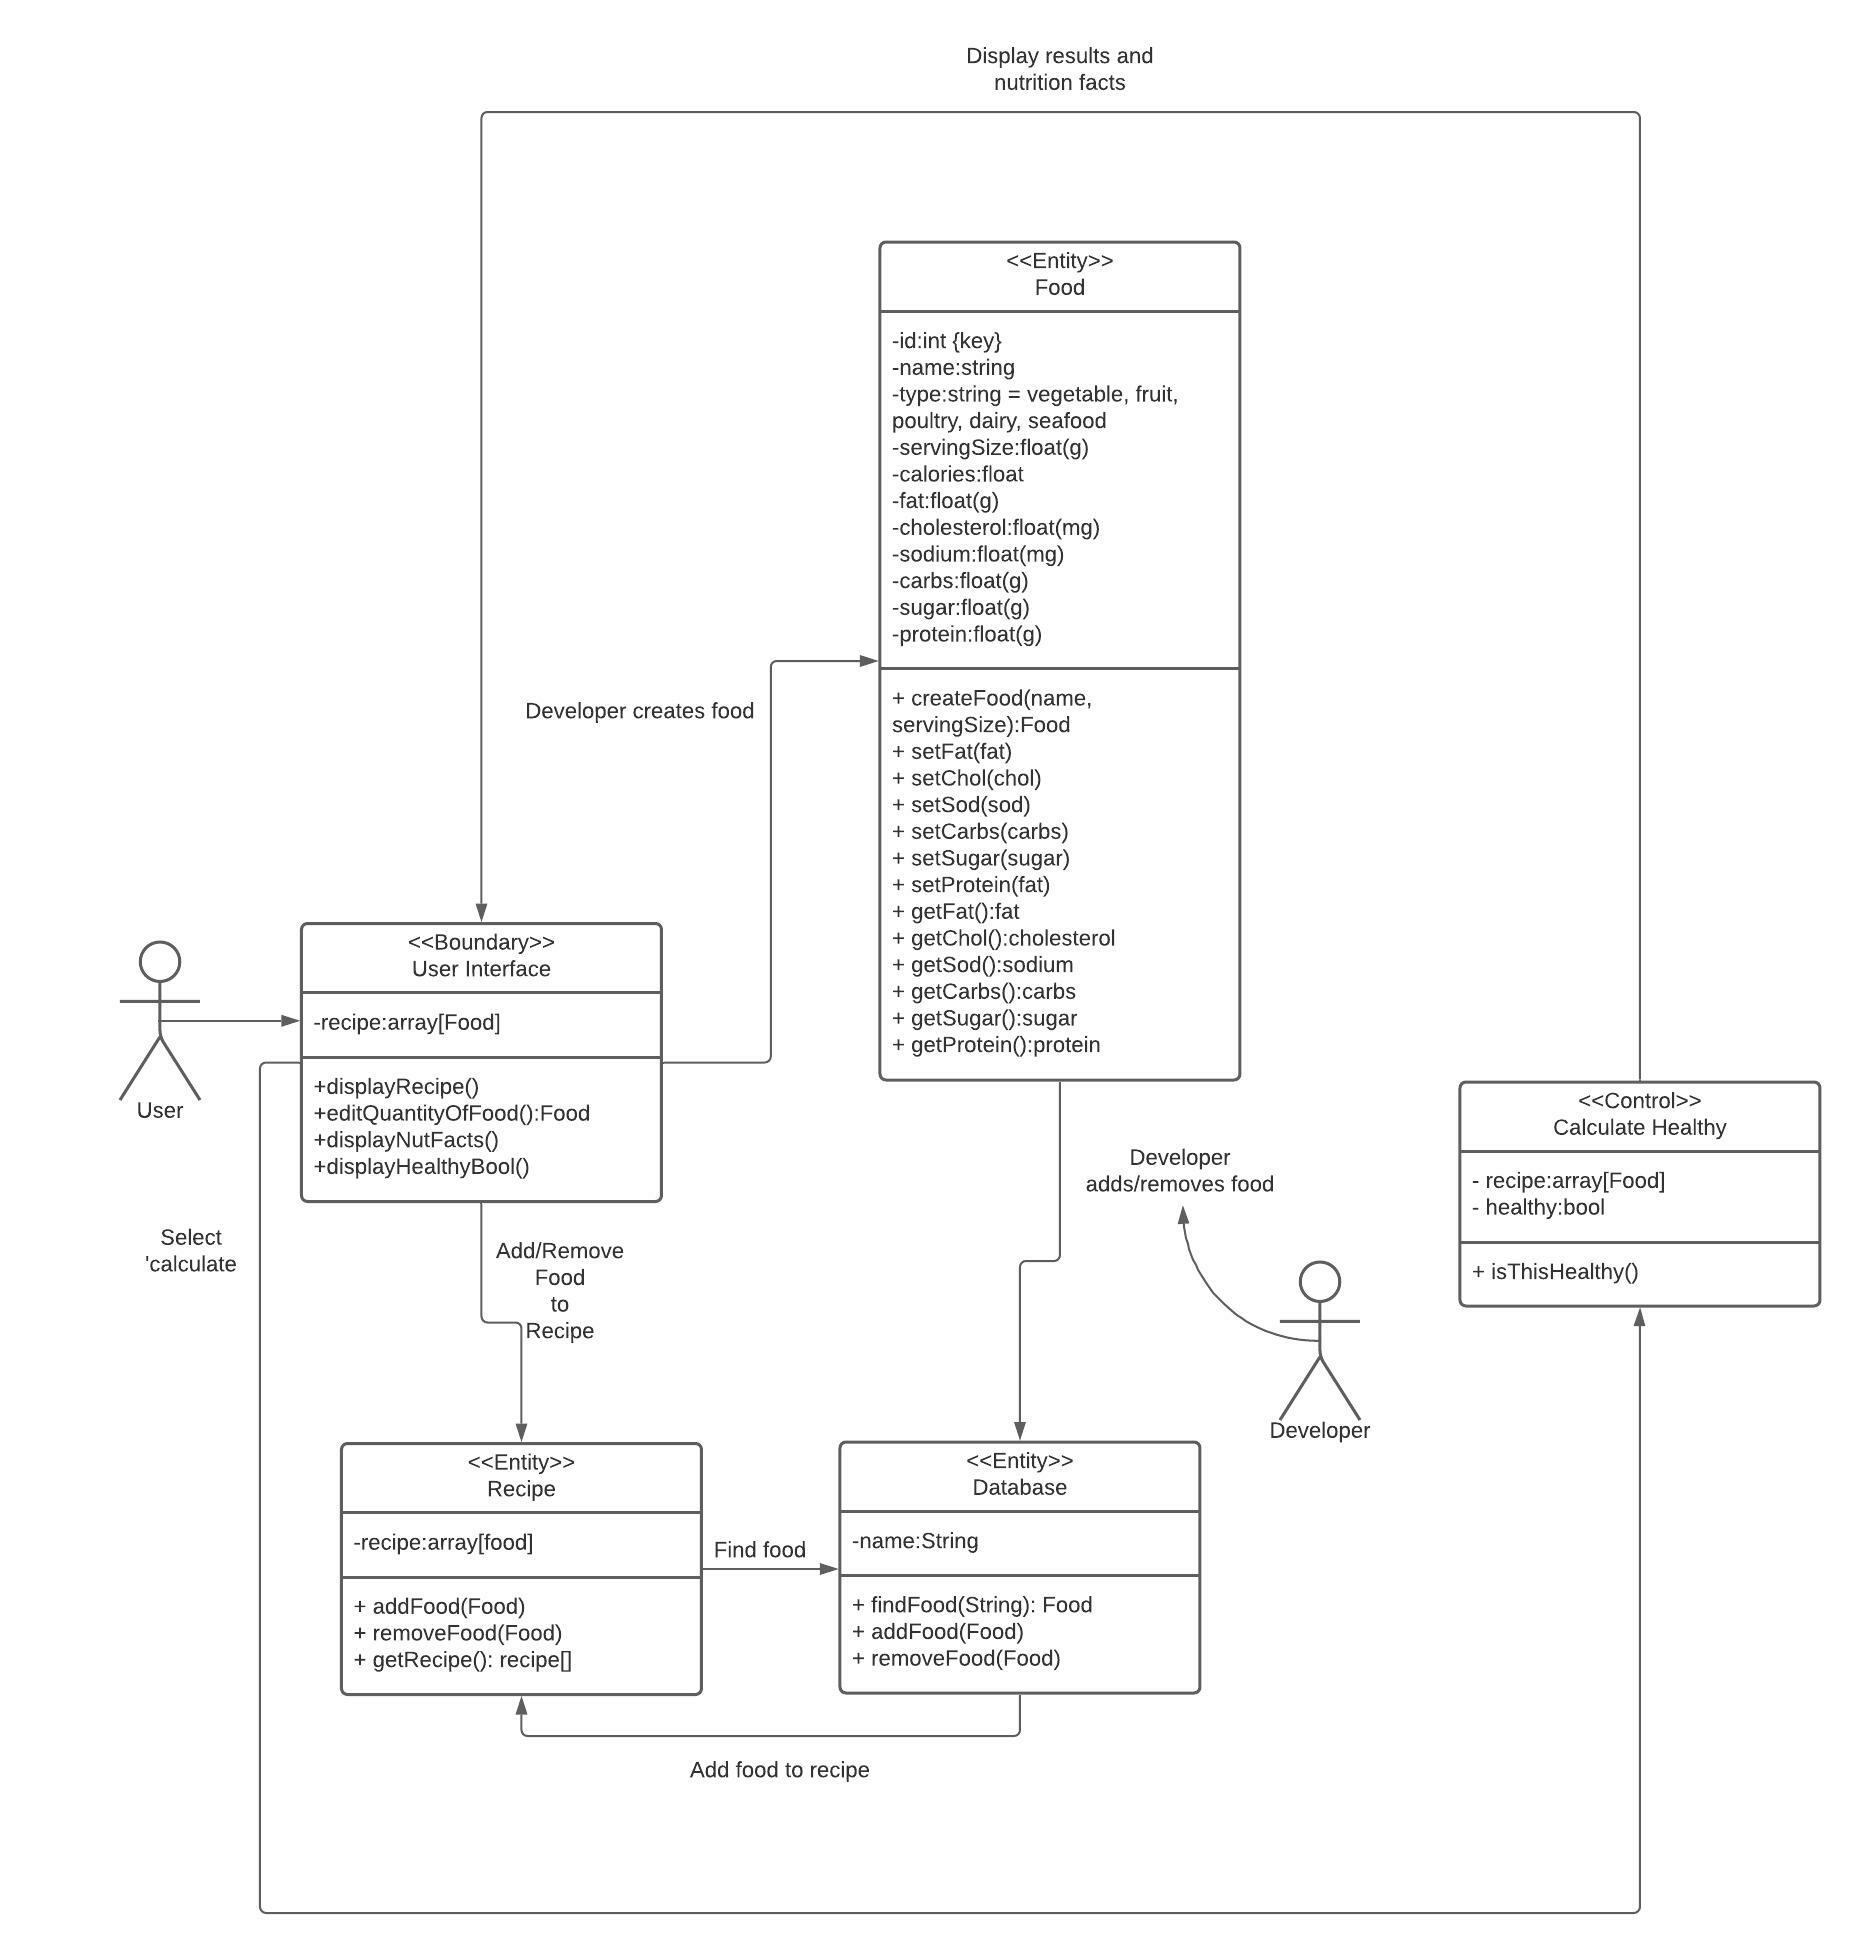 Display results and
nutrition facts
<<Entity>>
Food
-id:int {key}
-name:string
-type:string = vegetable, fruit,
poultry, dairy, seafood
-servingSize:float(g)
-calories:float
-fat:float(g)
-cholesterol:float(mg)
-sodium:float(mg)
-carbs:float(g)
-sugar:float(g)
-protein:float(g)
+ createFood(name,
servingSize):Food
+ setFat(fat)
+ setChol(chol)
+ setSod(sod)
+ setCarbs(carbs)
+ setSugar(sugar)
+ setProtein(fat)
+ getFat():fat
+ getChol():cholesterol
+ getSod():sodium
+ getCarbs():carbs
+ getSugar():sugar
+ getProtein():protein
Developer creates food
<<Boundary>>
User Interface
-recipe:array[Food]
+displayRecipe()
+editQuantityOfFood():Food
+displayNutFacts()
+displayHealthyBool()
User
<<Control>>
Calculate Healthy
- recipe:array[Food]
- healthy:bool
+ isThisHealthy()
Developer
adds/removes food
Select
'calculate
Add/Remove
Food
to
Recipe
Developer
<<Entity>>
Recipe
-recipe:array[food]
+ addFood(Food)
+ removeFood(Food)
+ getRecipe(): recipe[]
Find food
<<Entity>>
Database
-name:String
+ findFood(String): Food
+ addFood(Food)
+ removeFood(Food)
Add food to recipe